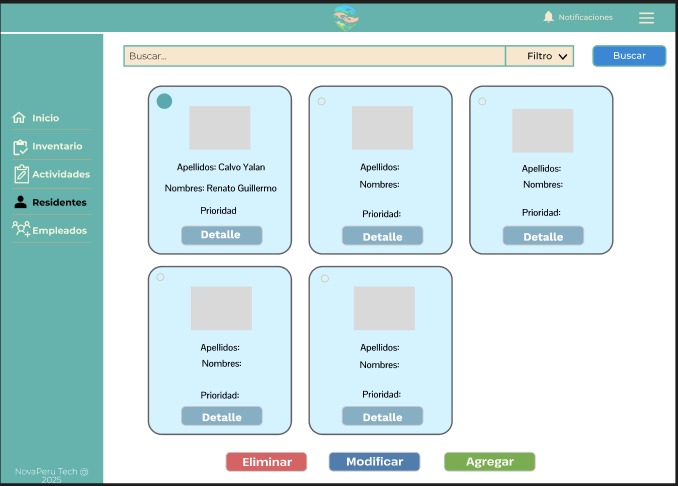 Notificaciones
Buscar...
Filtro
Buscar
Inicio
Inventario
Actividades
Residentes
Empleados
Apellidos: Calvo Yalan
Nombres: Renato Guillermo
Prioridad
Detalle
Apellidos:
Nombres:
Prioridad:
Detalle
Apellidos:
Nombres:
Prioridad:
Detalle
Apellidos:
Nombres:
Prioridad:
Detalle
Apellidos:
Nombres:
Prioridad:
Detalle
Eliminar
Modificar
Agregar
NovaPeru Tech @
2025